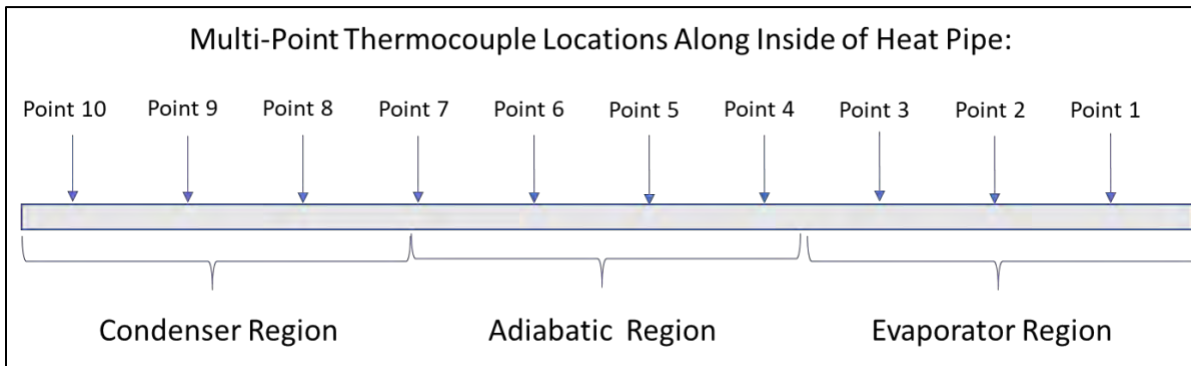 Multi-Point Thermocouple Locations Along Inside of Heat Pipe:
Point 10 Point 9 Point 8 Point 7 Point 6 Point 5 Point 4 Point 3 Point 2 Point 1
Condenser Region Adiabatic Region Evaporator Region